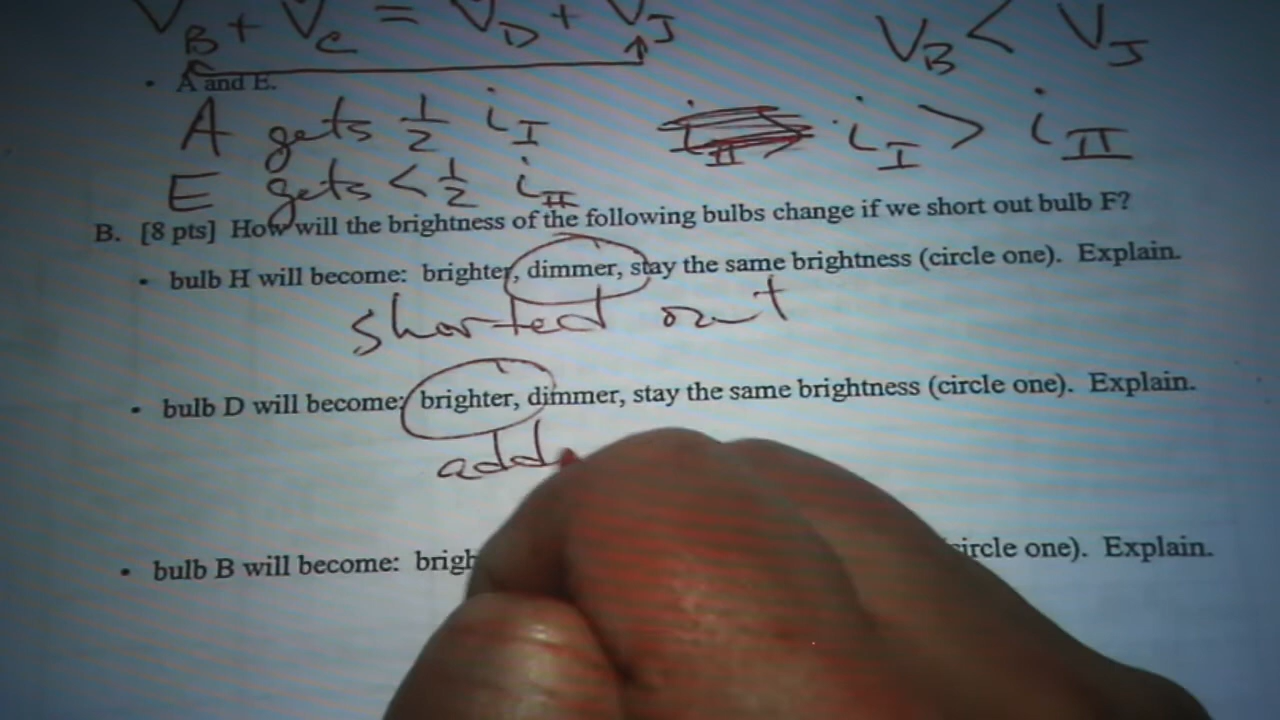 V_B + V_C = V_D + V_J
V_B < V_J
• A and E.
A gets 1/2 i_I
i_II
i_I > i_II
E gets < 1/2 i_II
B. [8 pts] How will the brightness of the following bulbs change if we short out bulb F?
• bulb H will become: brighter, dimmer, stay the same brightness (circle one). Explain.
shorted out
• bulb D will become: brighter, dimmer, stay the same brightness (circle one). Explain.
add
• bulb B will become: brigh circle one). Explain.